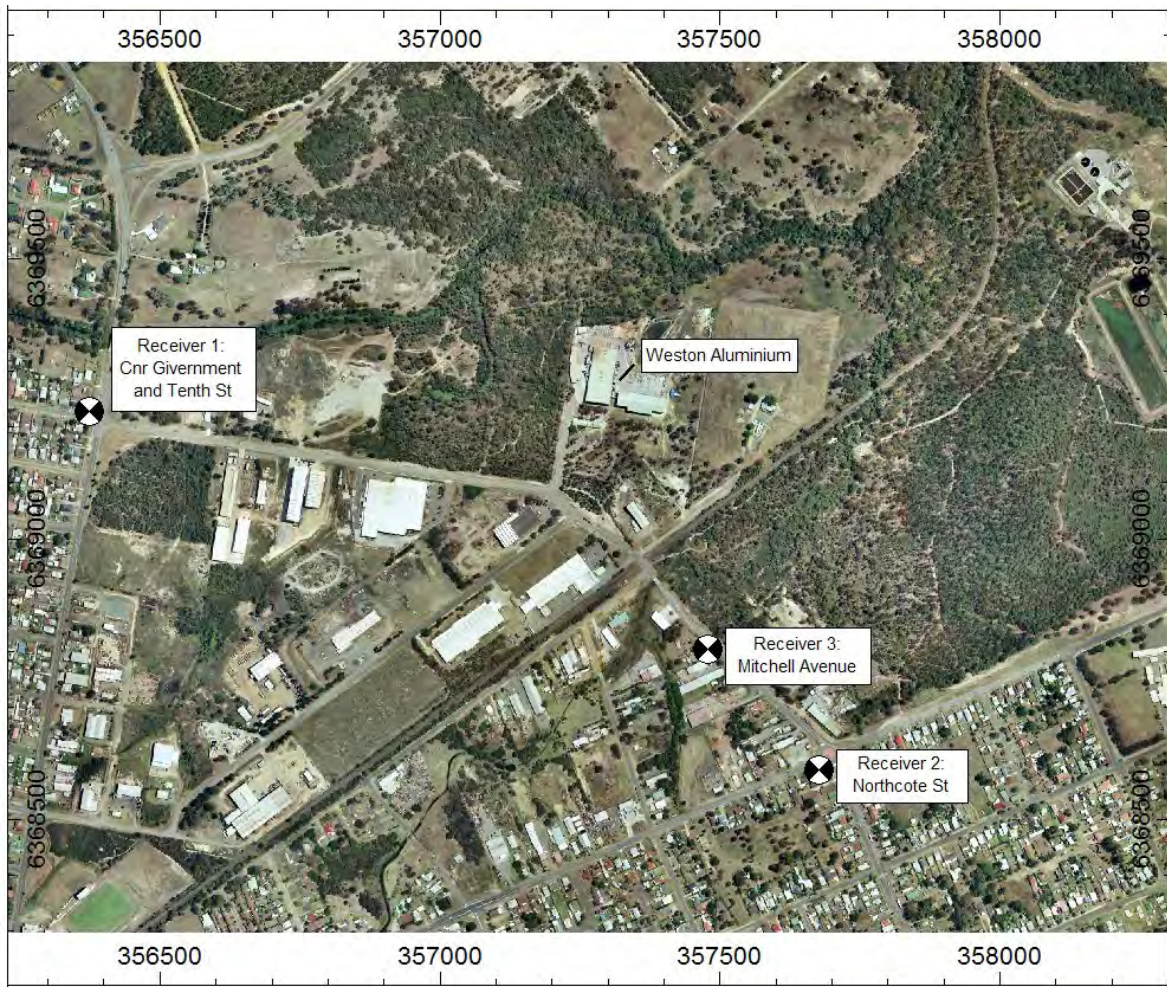 356500 357000 357500 358000
6369500 6369500
Receiver 1:
Cnr Givernment
and Tenth St
Weston Aluminium
6369000 6369000
Receiver 3:
Mitchell Avenue
Receiver 2:
Northcote St
6368500 6368500
356500 357000 357500 358000